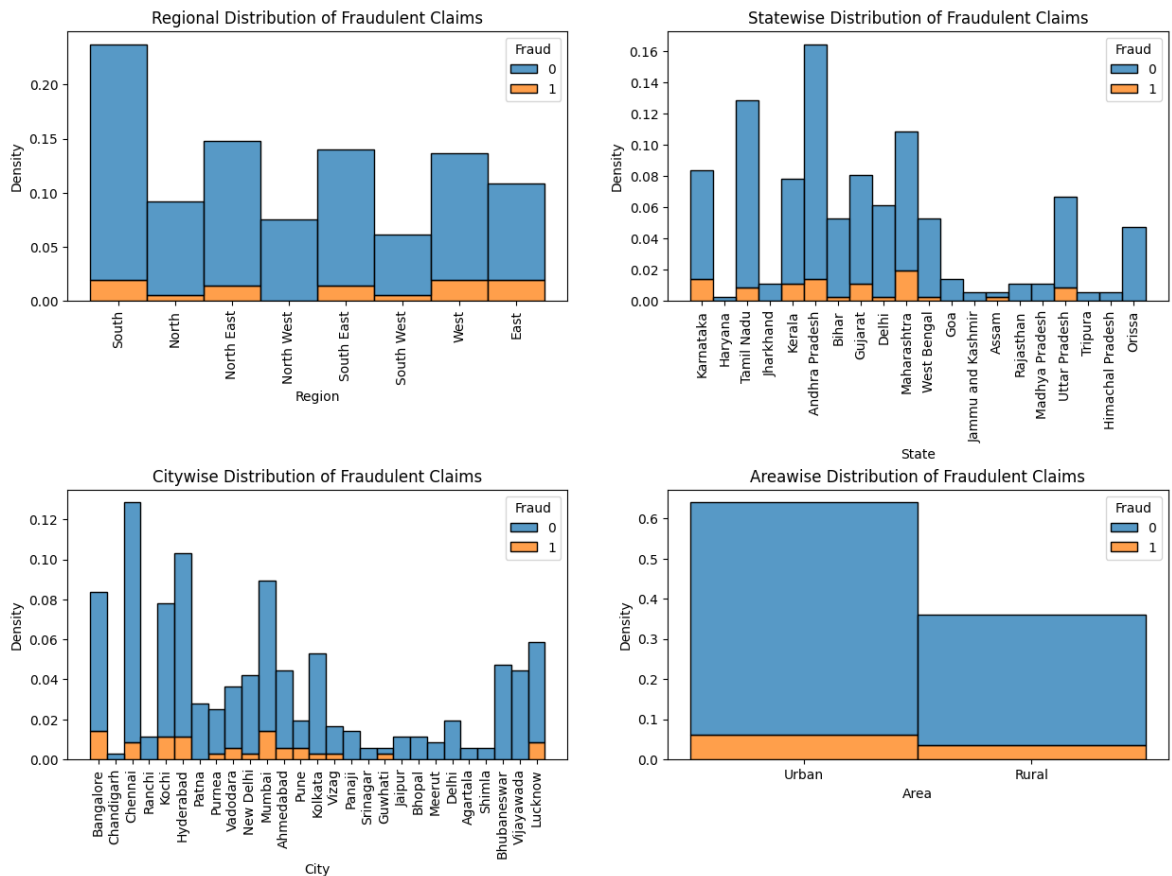 Regional Distribution of Fraudulent Claims
Fraud
0
1
0.20
0.15
0.10
0.05
0.00
Density
South
North
North East
North West
South East
South West
West
East
Region
Statewise Distribution of Fraudulent Claims
Fraud
0
1
0.16
0.14
0.12
0.10
0.08
0.06
0.04
0.02
0.00
Density
Karnataka
Haryana
Tamil Nadu
Jharkhand
Kerala
Andhra Pradesh
Bihar
Gujarat
Delhi
Maharashtra
West Bengal
Goa
Jammu and Kashmir
Assam
Rajasthan
Madhya Pradesh
Uttar Pradesh
Tripura
Himachal Pradesh
Orissa
State
Citywise Distribution of Fraudulent Claims
Fraud
0
1
0.12
0.10
0.08
0.06
0.04
0.02
0.00
Density
Bangalore
Chandigarh
Chennai
Ranchi
Kochi
Hyderabad
Patna
Purnea
Vadodara
New Delhi
Mumbai
Ahmedabad
Pune
Kolkata
Vizag
Panaji
Srinagar
Guwhati
Jaipur
Bhopal
Meerut
Delhi
Agartala
Shimla
Bhubaneswar
Vijayawada
Lucknow
City
Areawise Distribution of Fraudulent Claims
Fraud
0
1
0.6
0.5
0.4
0.3
0.2
0.1
0.0
Density
Urban
Rural
Area